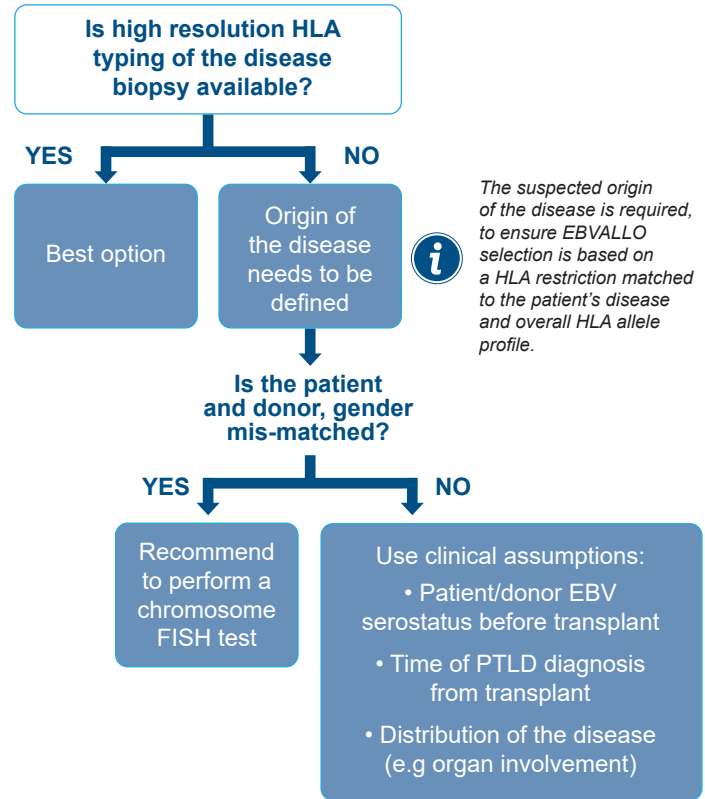 Is high resolution HLA
typing of the disease
biopsy available?
YES
NO
Best option
Origin of
the disease
needs to be
defined
i
The suspected origin
of the disease is required,
to ensure EBVALLO
selection is based on
a HLA restriction matched
to the patient's disease
and overall HLA allele
profile.
Is the patient
and donor, gender
mis-matched?
YES
NO
Recommend
to perform a
chromosome
FISH test
Use clinical assumptions:
• Patient/donor EBV
serostatus before transplant
• Time of PTLD diagnosis
from transplant
• Distribution of the disease
(e.g organ involvement)